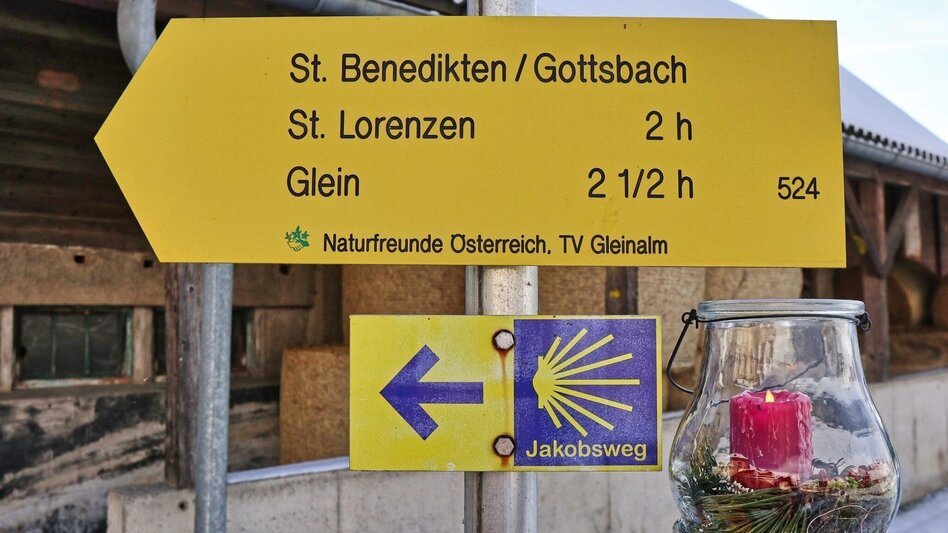 St. Benedikten / Gottsbach
St. Lorenzen 2 h
Glein 2 1/2 h 524
Naturfreunde Österreich, TV Gleinalm
Jakobsweg